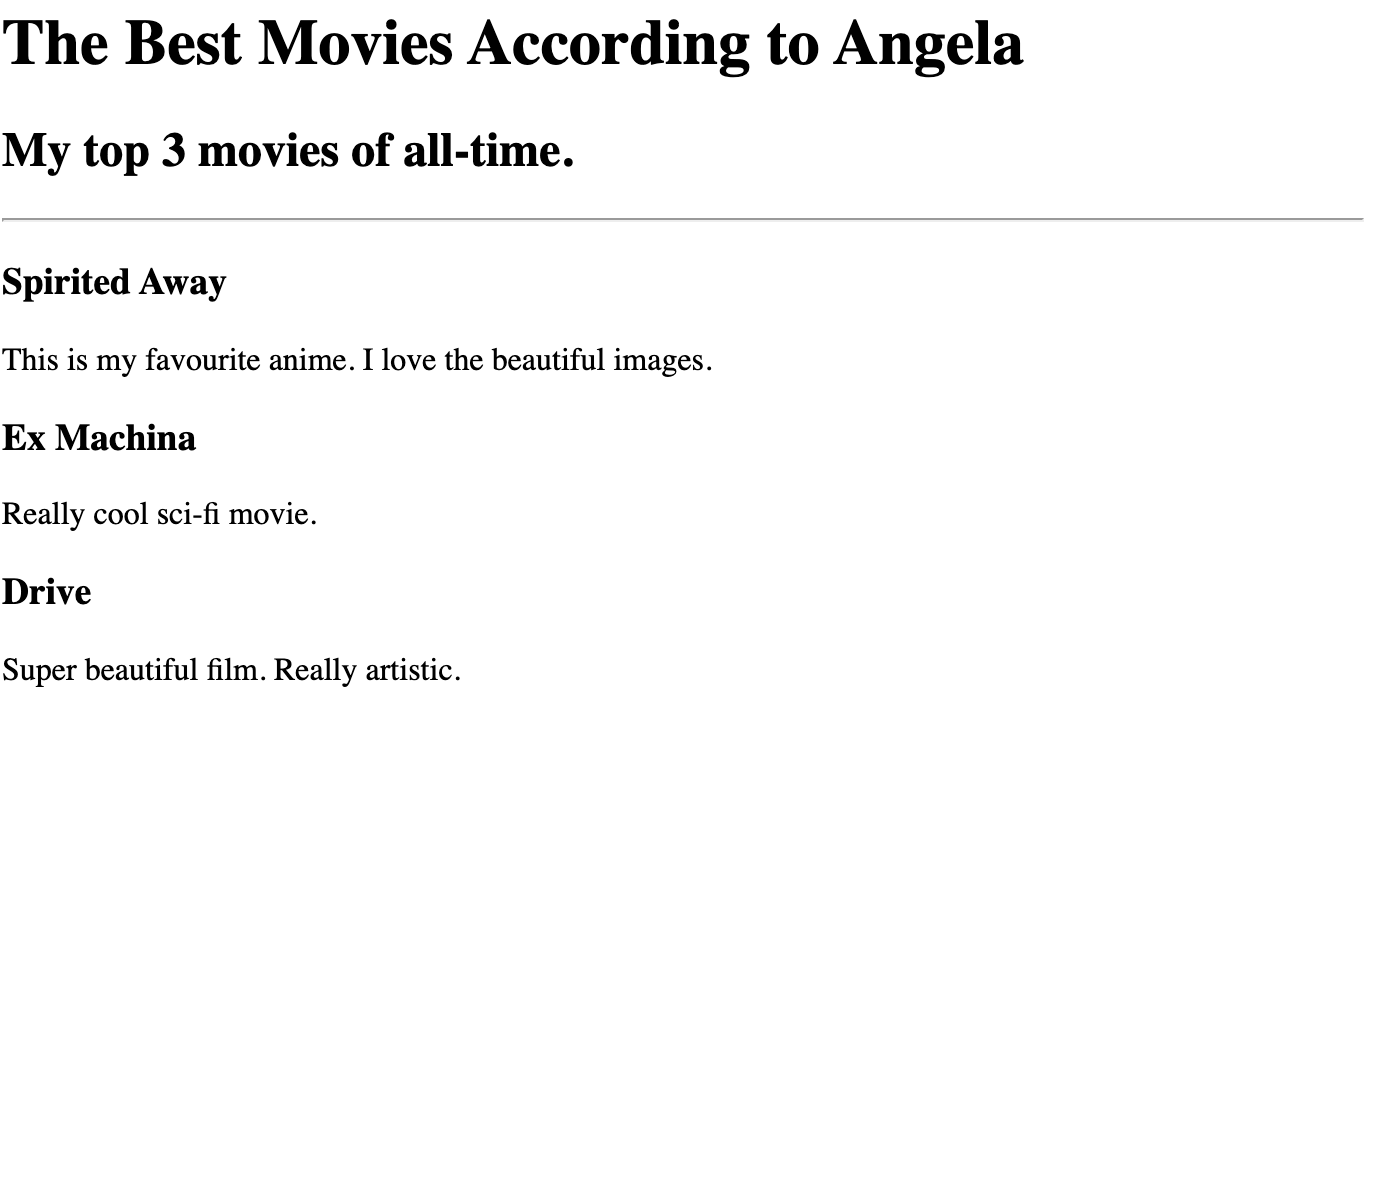 The Best Movies According to Angela
My top 3 movies of all-time.
Spirited Away
This is my favourite anime. I love the beautiful images.
Ex Machina
Really cool sci-fi movie.
Drive
Super beautiful film. Really artistic.